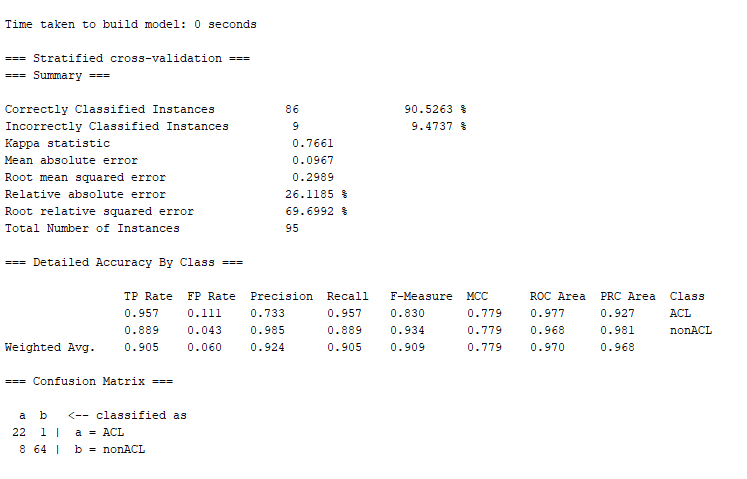 Time taken to build model: 0 seconds
=== Stratified cross-validation ===
=== Summary ===
Correctly Classified Instances 86 90.5263 %
Incorrectly Classified Instances 9 9.4737 %
Kappa statistic 0.7661
Mean absolute error 0.0967
Root mean squared error 0.2989
Relative absolute error 26.1185 %
Root relative squared error 69.6992 %
Total Number of Instances 95
=== Detailed Accuracy By Class ===
TP Rate FP Rate Precision Recall F-Measure MCC ROC Area PRC Area Class
0.957 0.111 0.733 0.957 0.830 0.779 0.977 0.927 ACL
0.889 0.043 0.985 0.889 0.934 0.779 0.968 0.981 nonACL
Weighted Avg. 0.905 0.060 0.924 0.905 0.909 0.779 0.970 0.968
=== Confusion Matrix ===
a b <-- classified as
22 1 | a = ACL
8 64 | b = nonACL